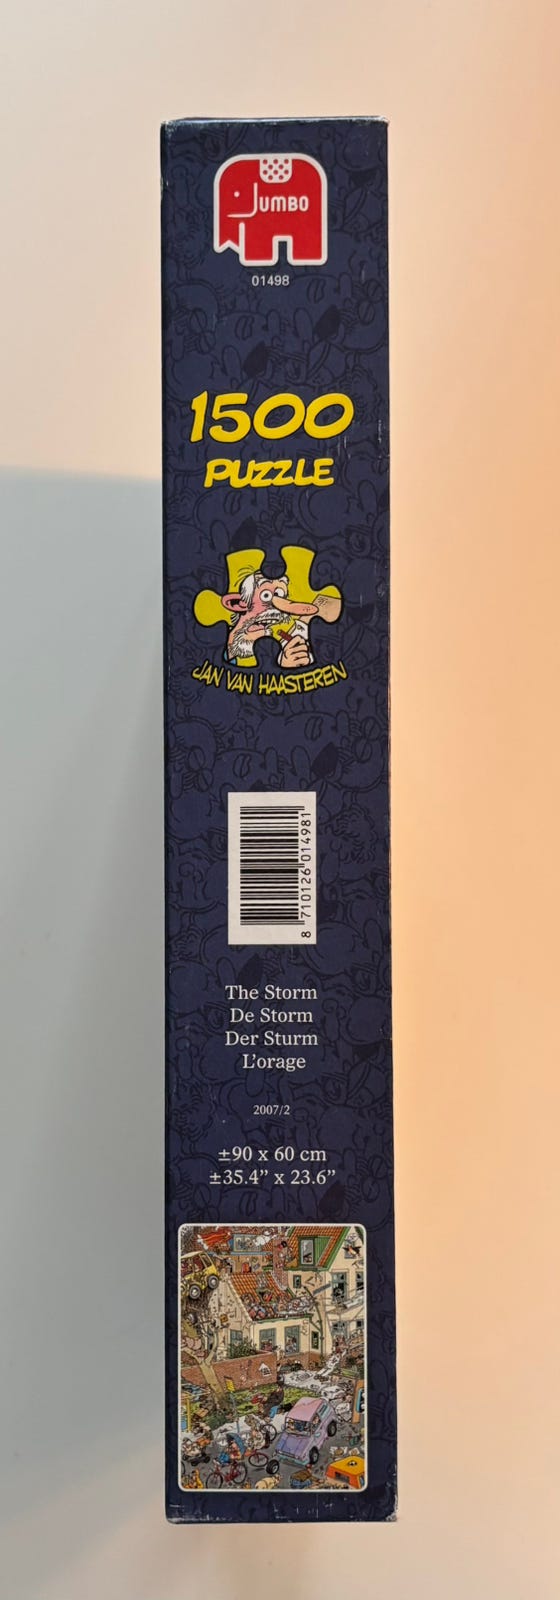 JUMBO
01498
1500
PUZZLE
JAN VAN HAASTEREN
8 710126 014981
The Storm
De Storm
Der Sturm
L'orage
2007/2
±90 x 60 cm
±35.4" x 23.6"